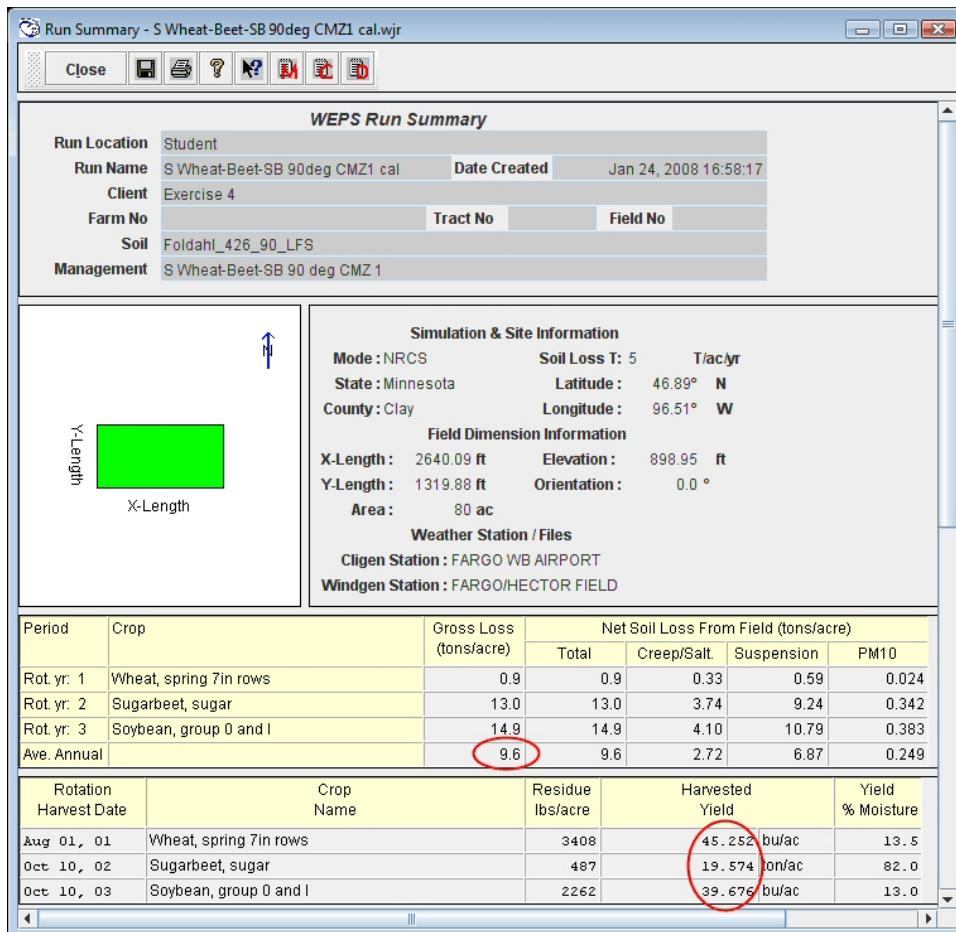 Run Summary - S Wheat-Beet-SB 90deg CMZ1 cal.wjr
Close
WEPS Run Summary
Run Location Student
Run Name S Wheat-Beet-SB 90deg CMZ1 cal Date Created Jan 24, 2008 16:58:17
Client Exercise 4
Farm No Tract No Field No
Soil Foldahl_426_90_LFS
Management S Wheat-Beet-SB 90 deg CMZ 1
N
Y-Length
X-Length
Simulation & Site Information
Mode : NRCS Soil Loss T: 5 T/ac/yr
State : Minnesota Latitude : 46.89° N
County : Clay Longitude : 96.51° W
Field Dimension Information
X-Length : 2640.09 ft Elevation : 898.95 ft
Y-Length : 1319.88 ft Orientation : 0.0 °
Area : 80 ac
Weather Station / Files
Cligen Station : FARGO WB AIRPORT
Windgen Station : FARGO/HECTOR FIELD
Period Crop Gross Loss Net Soil Loss From Field (tons/acre)
(tons/acre) Total Creep/Salt. Suspension PM10
Rot. yr: 1 Wheat, spring 7in rows 0.9 0.9 0.33 0.59 0.024
Rot. yr: 2 Sugarbeet, sugar 13.0 13.0 3.74 9.24 0.342
Rot. yr: 3 Soybean, group 0 and I 14.9 14.9 4.10 10.79 0.383
Ave. Annual 9.6 9.6 2.72 6.87 0.249
Rotation Crop Residue Harvested Yield
Harvest Date Name lbs/acre Yield % Moisture
Aug 01, 01 Wheat, spring 7in rows 3408 45.252 bu/ac 13.5
Oct 10, 02 Sugarbeet, sugar 487 19.574 ton/ac 82.0
Oct 10, 03 Soybean, group 0 and I 2262 39.676 bu/ac 13.0